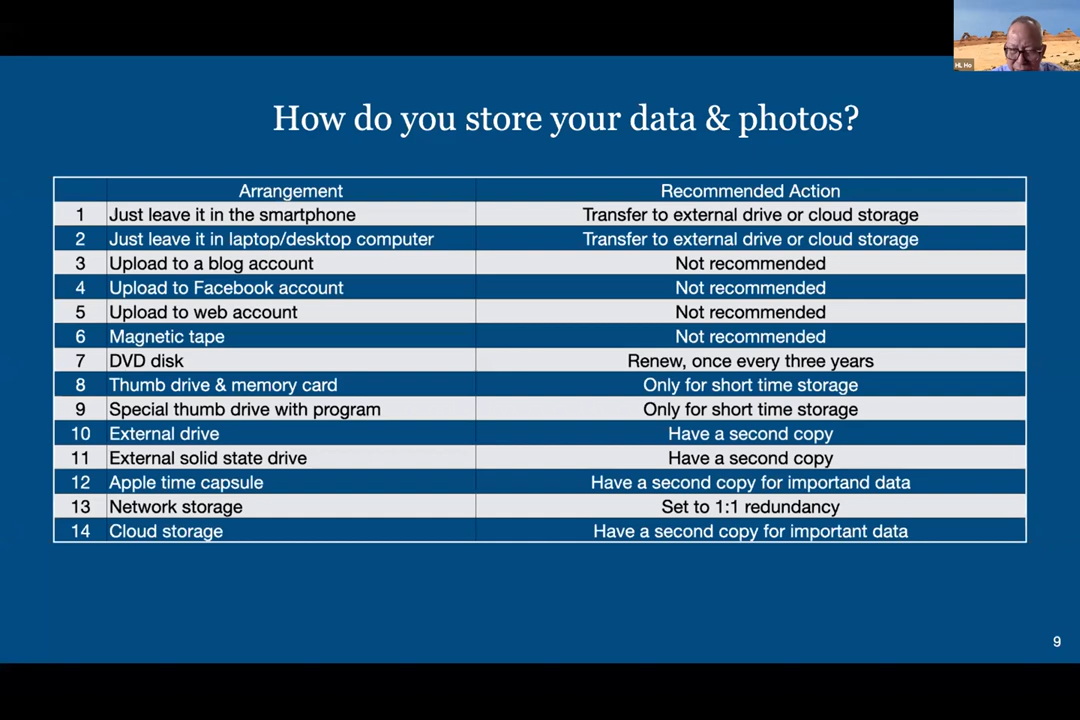 HL Ho
How do you store your data & photos?
Arrangement Recommended Action
1 Just leave it in the smartphone Transfer to external drive or cloud storage
2 Just leave it in laptop/desktop computer Transfer to external drive or cloud storage
3 Upload to a blog account Not recommended
4 Upload to Facebook account Not recommended
5 Upload to web account Not recommended
6 Magnetic tape Not recommended
7 DVD disk Renew, once every three years
8 Thumb drive & memory card Only for short time storage
9 Special thumb drive with program Only for short time storage
10 External drive Have a second copy
11 External solid state drive Have a second copy
12 Apple time capsule Have a second copy for importand data
13 Network storage Set to 1:1 redundancy
14 Cloud storage Have a second copy for important data
9